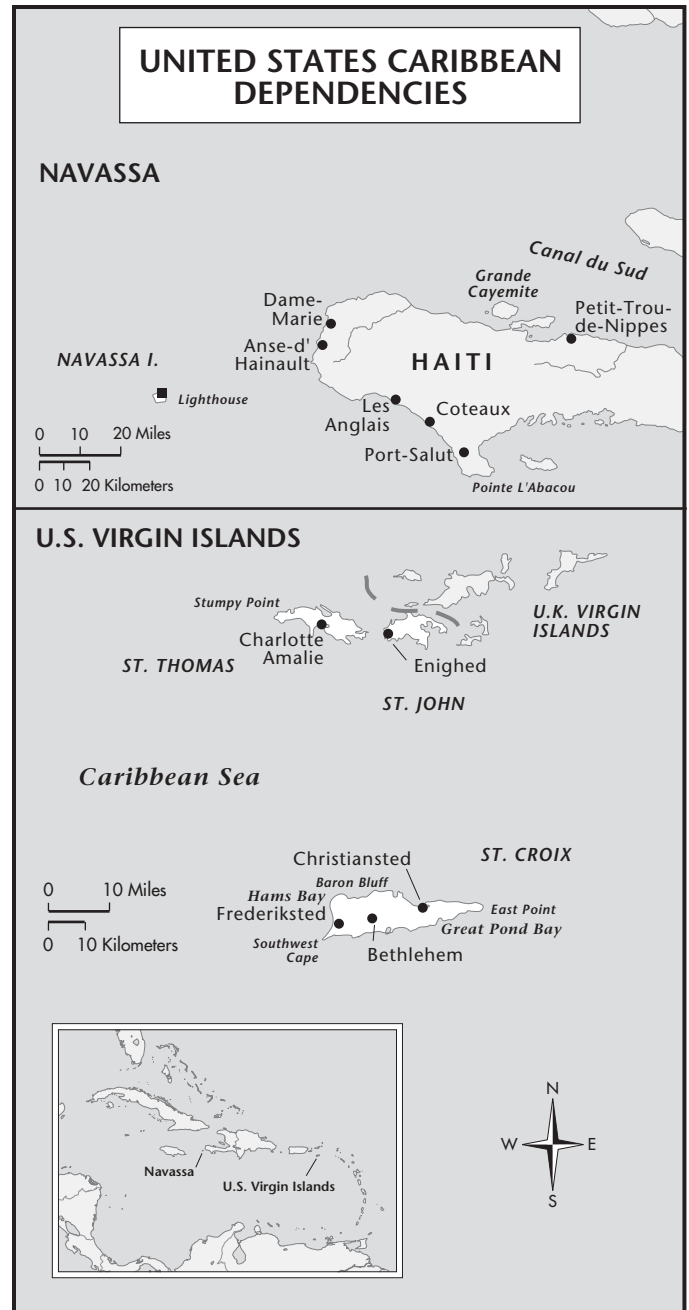 UNITED STATES CARIBBEAN
DEPENDENCIES
NAVASSA
Canal du Sud
Grande
Cayemite
Petit-Trou-
de-Nippes
Dame-
Marie
Anse-d'
Hainault
HAITI
NAVASSA I.
Lighthouse
Les
Anglais
Coteaux
Port-Salut
Pointe L'Abacou
0 10 20 Miles
0 10 20 Kilometers
U.S. VIRGIN ISLANDS
Stumpy Point
U.K. VIRGIN
ISLANDS
Charlotte
Amalie
ST. THOMAS
Enighed
ST. JOHN
Caribbean Sea
Christiansted
ST. CROIX
Baron Bluff
Hams Bay
Frederiksted
East Point
Great Pond Bay
Southwest
Cape
Bethlehem
0 10 Miles
0 10 Kilometers
Navassa
U.S. Virgin Islands
N
W E
S